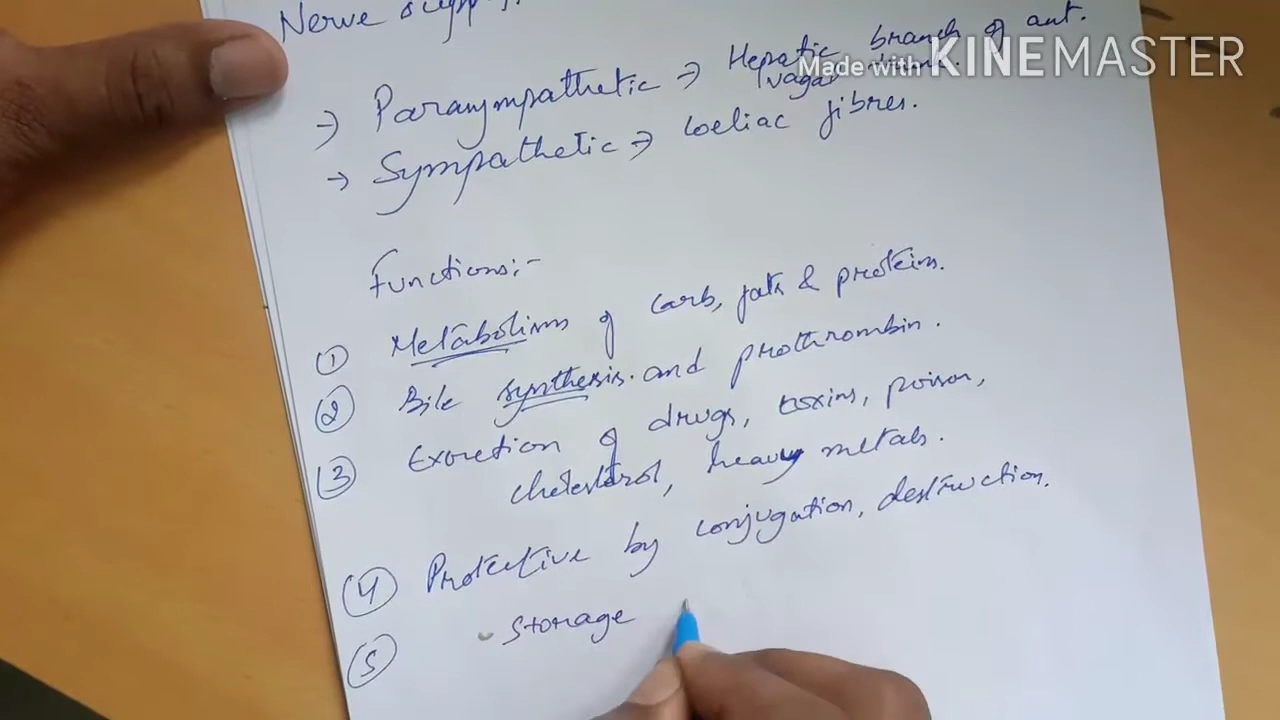 Nerve
→ Parasympathetic → Hepatic branch of ant.
vagal
Made with KINEMASTER
→ Sympathetic → Coeliac fibres.
Functions:-
① Metabolism of carb, fats & protein.
② Bile synthesis. and prothrombin.
③ Excretion of drugs, toxins, poison,
cholesterol, heavy metals.
④ Protective by conjugation, destruction.
⑤ Storage